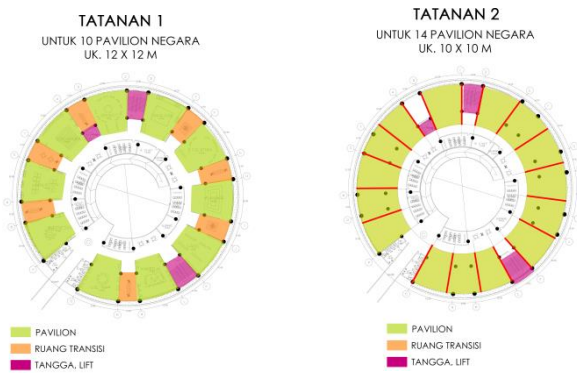 TATANAN 1
UNTUK 10 PAVILION NEGARA
UK. 12 X 12 M
PAVILION
RUANG TRANSISI
TANGGA, LIFT
TATANAN 2
UNTUK 14 PAVILION NEGARA
UK. 10 X 10 M
PAVILION
RUANG TRANSISI
TANGGA, LIFT